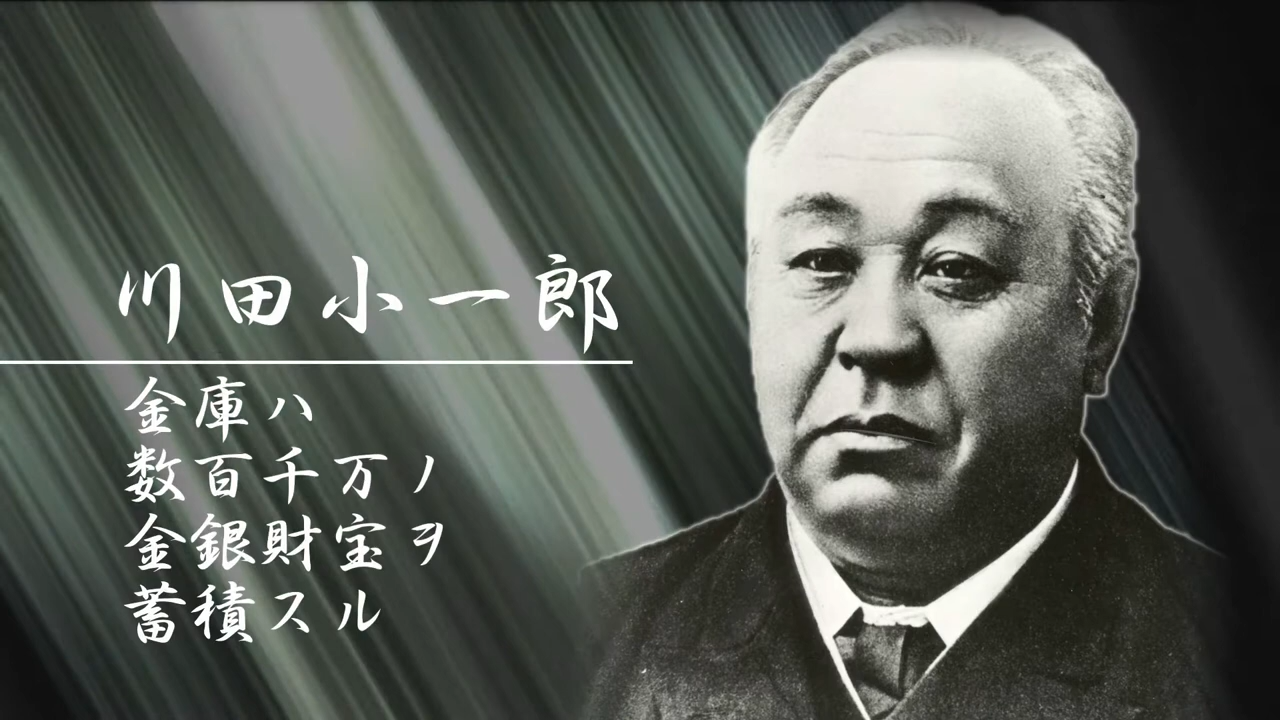 川田小一郎
金庫ハ
数百千万ノ
金銀財宝ヲ
蓄積スル